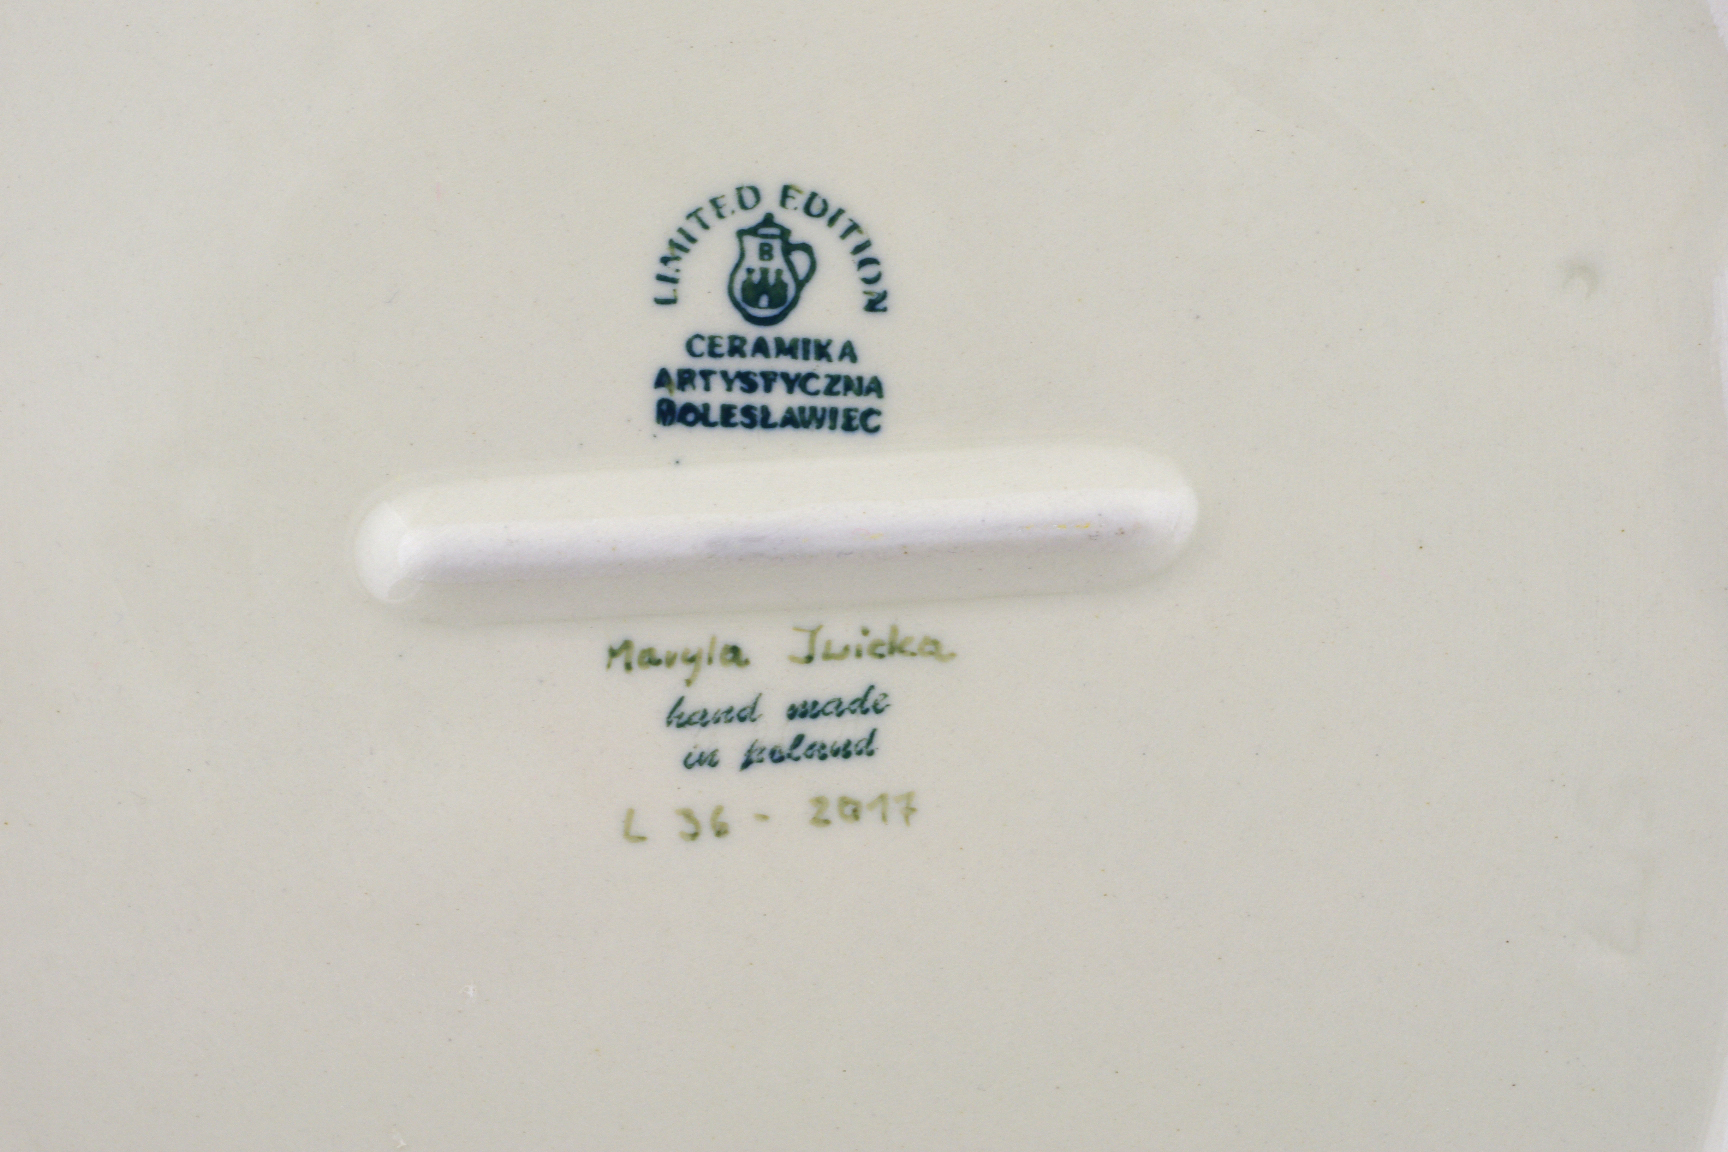 LIMITED EDITION
B
CERAMIKA
ARTYSTYCZNA
BOLESŁAWIEC
Maryla Iwicka
hand made
in poland
L 36 - 2017